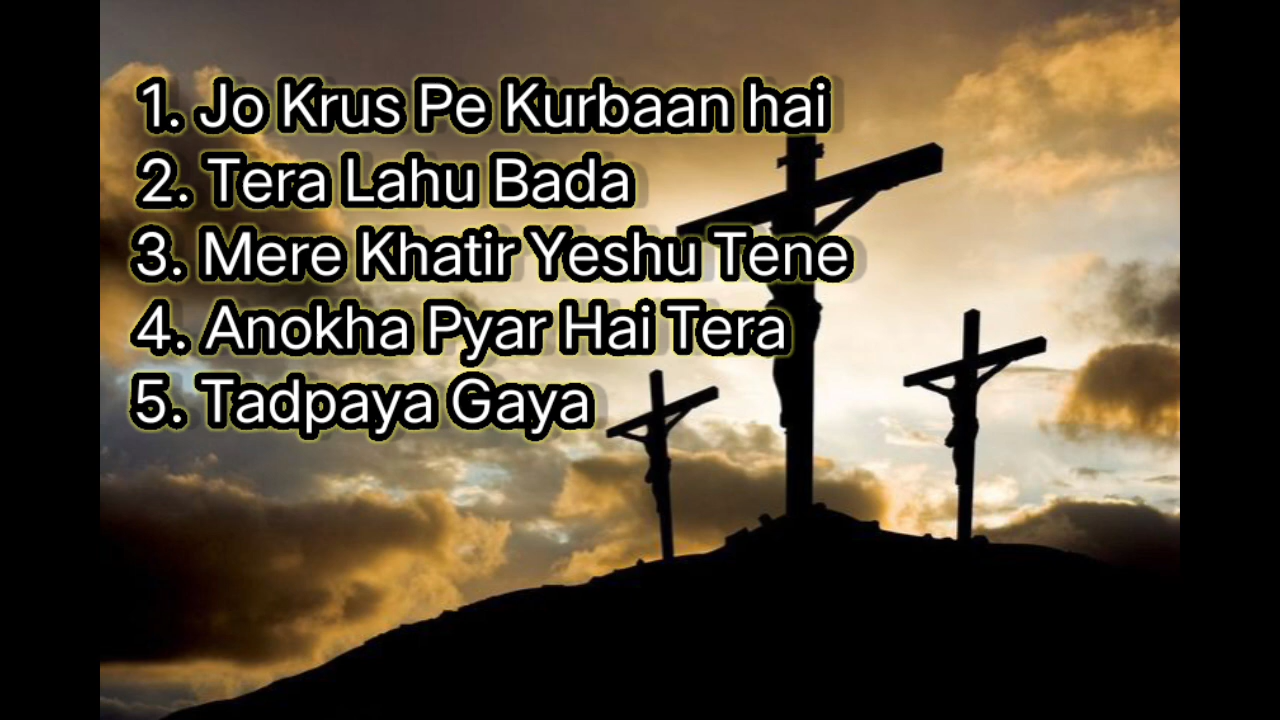 1. Jo Krus Pe Kurbaan hai
2. Tera Lahu Bada
3. Mere Khatir Yeshu Tene
4. Anokha Pyar Hai Tera
5. Tadpaya Gaya